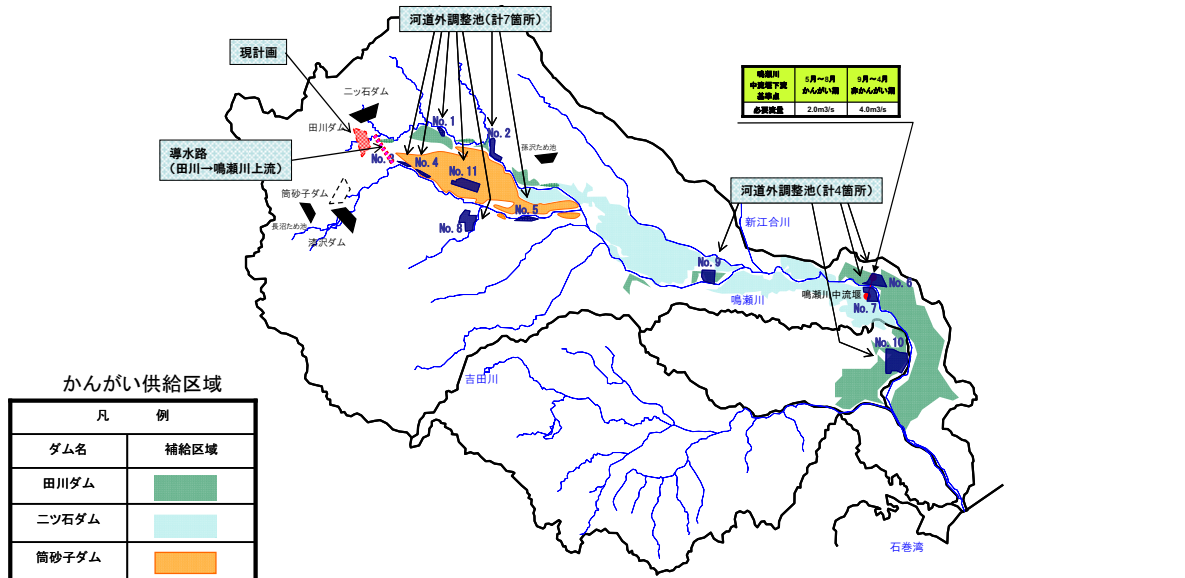 河道外調整池(計7箇所)
現計画
二ツ石ダム
田川ダム
導水路
(田川→鳴瀬川上流)
No.1
No.2
No.3
No.4
No.11
No.5
No.8
孫沢ため池
筒砂子ダム
長沼ため池
漆沢ダム
鳴瀬川
中流堰下流
基準点
5月~8月
かんがい期
9月~4月
非かんがい期
必要流量
2.0m3/s
4.0m3/s
河道外調整池(計4箇所)
新江合川
No.9
No.6
鳴瀬川中流堰
No.7
鳴瀬川
No.10
吉田川
石巻湾
かんがい供給区域
凡 例
ダム名
補給区域
田川ダム
二ツ石ダム
筒砂子ダム